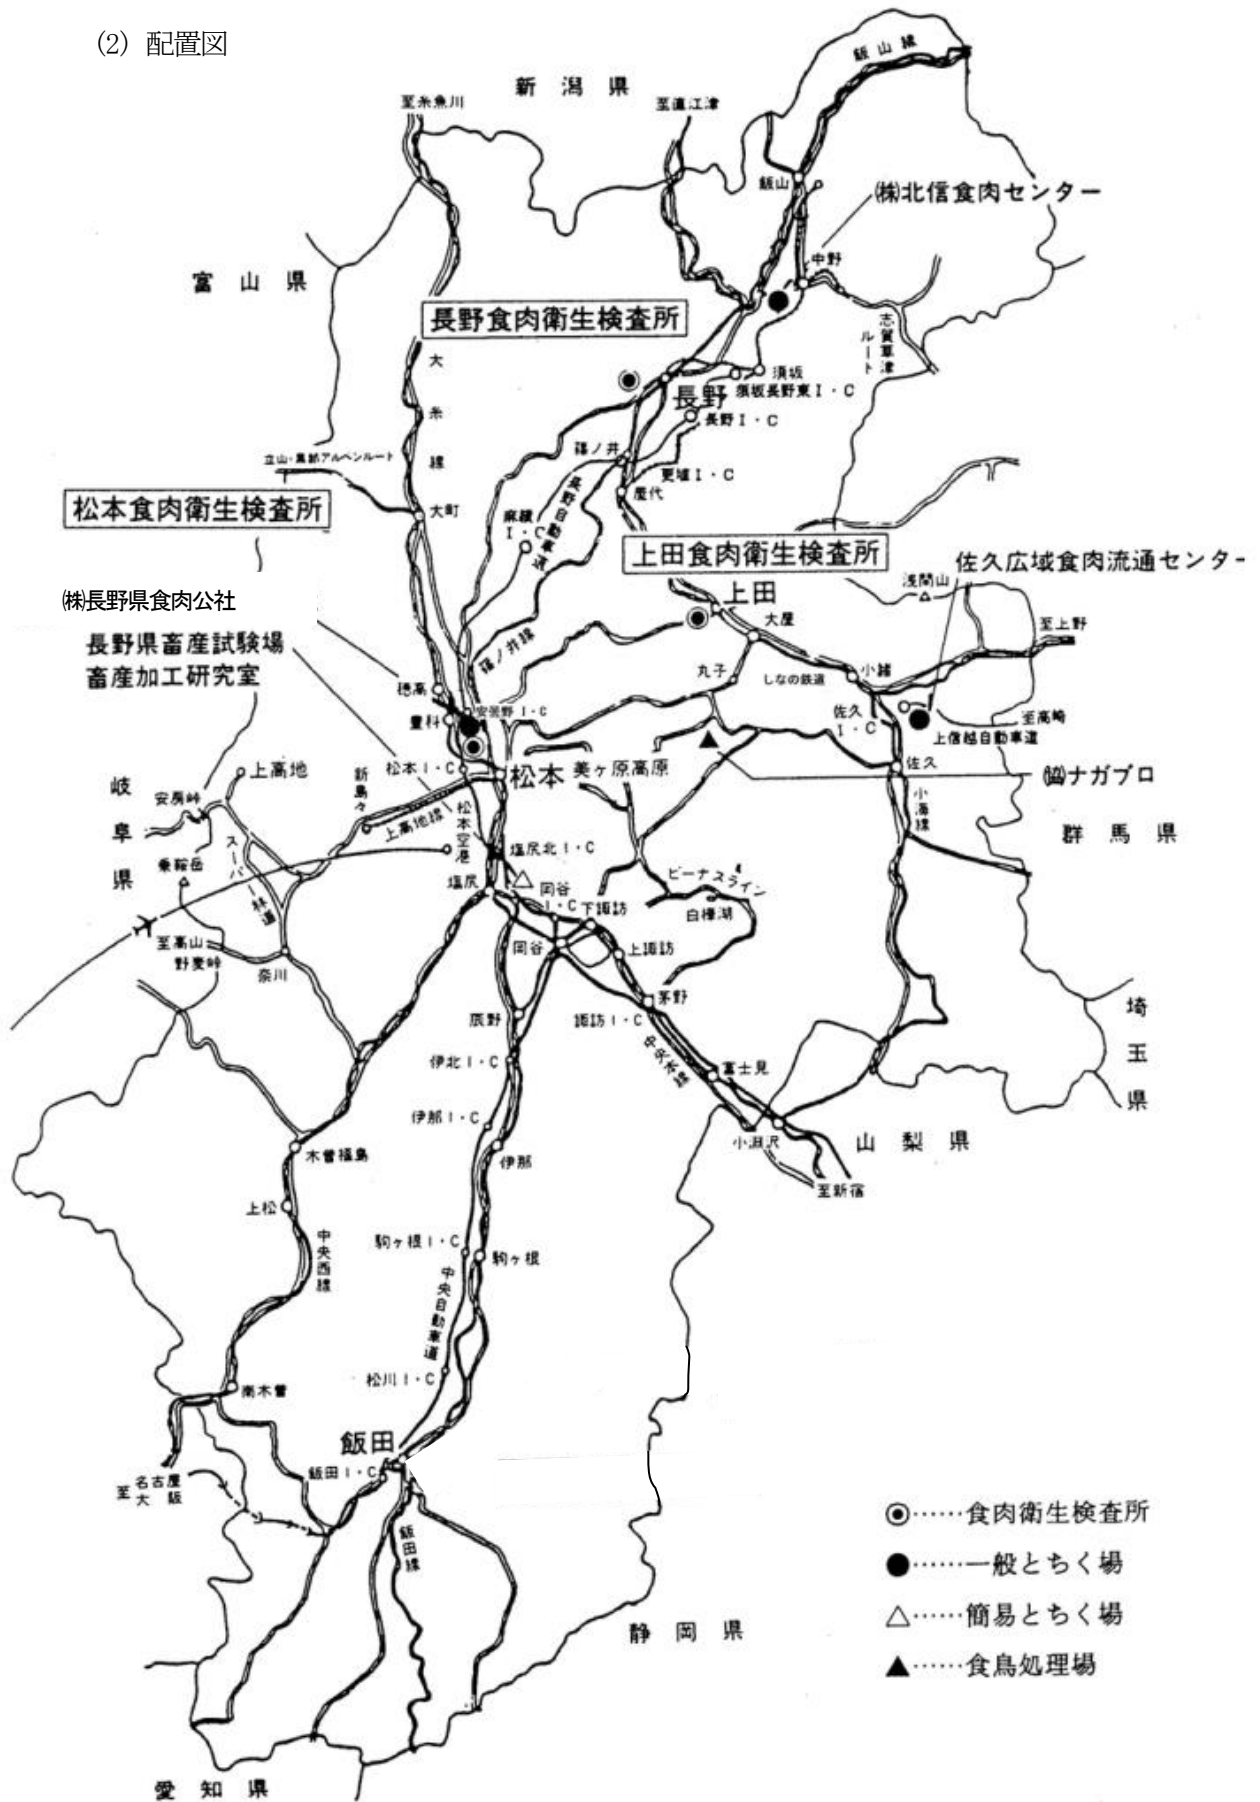 (2) 配置図
新潟県
至糸魚川
至直江津
飯山線
飯山
㈱北信食肉センター
中野
富山県
長野食肉衛生検査所
志賀草津
ルート
大糸線
須坂
長野
須坂長野東I・C
長野I・C
篠ノ井
立山・黒部アルペンルート
更埴I・C
屋代
長野自動車道
松本食肉衛生検査所
大町
麻績
I・C
上田食肉衛生検査所
佐久広域食肉流通センター
浅間山
㈱長野県食肉公社
上田
大屋
至上野
長野県畜産試験場
畜産加工研究室
篠ノ井線
丸子
しなの鉄道
小諸
穂高
豊科
安曇野I・C
佐久
I・C
至高崎
上信越自動車道
上高地
松本I・C
松本
美ヶ原高原
佐久
㈿ナガブロ
岐阜県
安房峠
新島々
上高地線
松本空港
小海線
群馬県
乗鞍岳
スーパー林道
塩尻北I・C
塩尻
岡谷
I・C
下諏訪
ビーナスライン
白樺湖
至高山
野麦峠
奈川
岡谷
上諏訪
辰野
諏訪I・C
茅野
埼玉県
伊北I・C
中央本線
富士見
伊那I・C
小淵沢
山梨県
木曽福島
伊那
至新宿
上松
中央西線
駒ヶ根I・C
駒ヶ根
中央自動車道
松川I・C
南木曽
飯田
飯田I・C
至名古屋
大阪
飯田線
静岡県
愛知県
◉……食肉衛生検査所
●……一般とちく場
△……簡易とちく場
▲……食鳥処理場